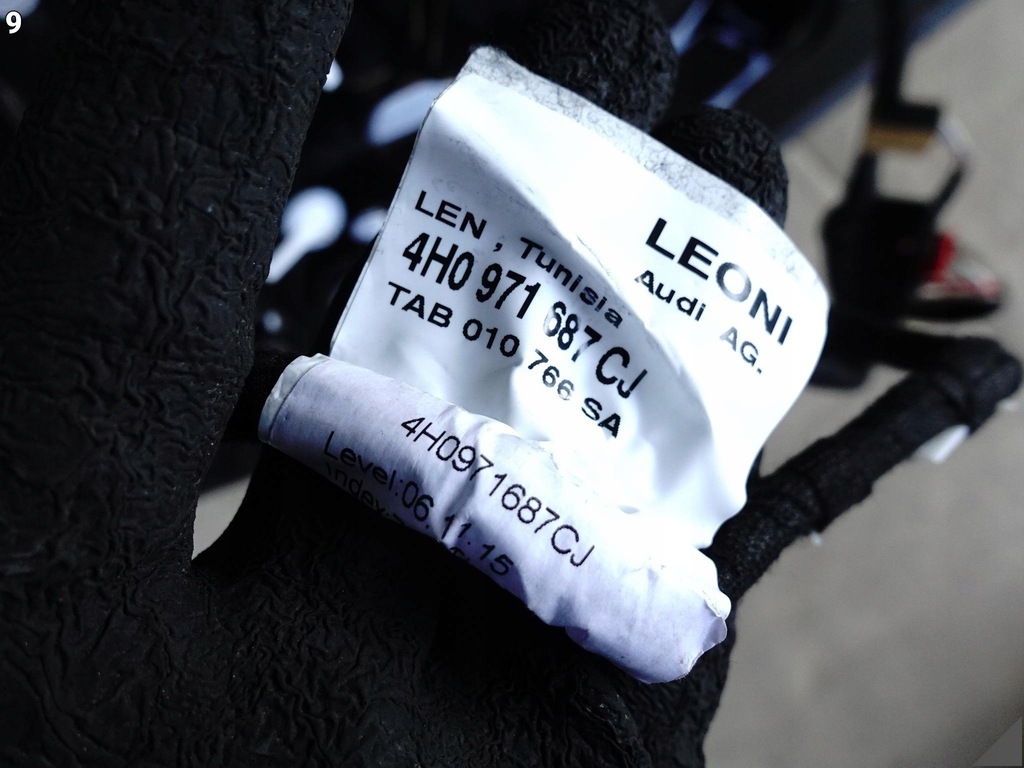 9
LEONI
Audi AG.
LEN , Tunisia
4H0 971 687 CJ
TAB 010 766 SA
4H0971687CJ
Level:06.11.15
Index: